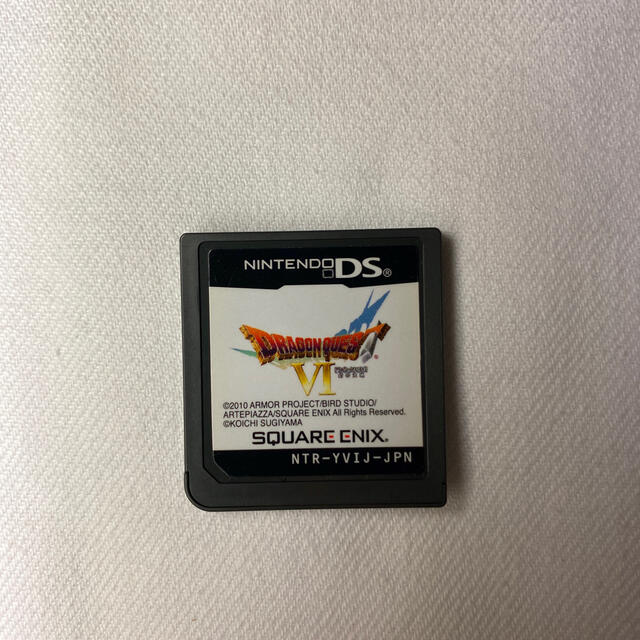 NINTENDO DS®
DRAGON QUEST
VI
©2010 ARMOR PROJECT/BIRD STUDIO/
ARTEPIAZZA/SQUARE ENIX All Rights Reserved.
©KOICHI SUGIYAMA
SQUARE ENIX.
NTR-YVIJ-JPN